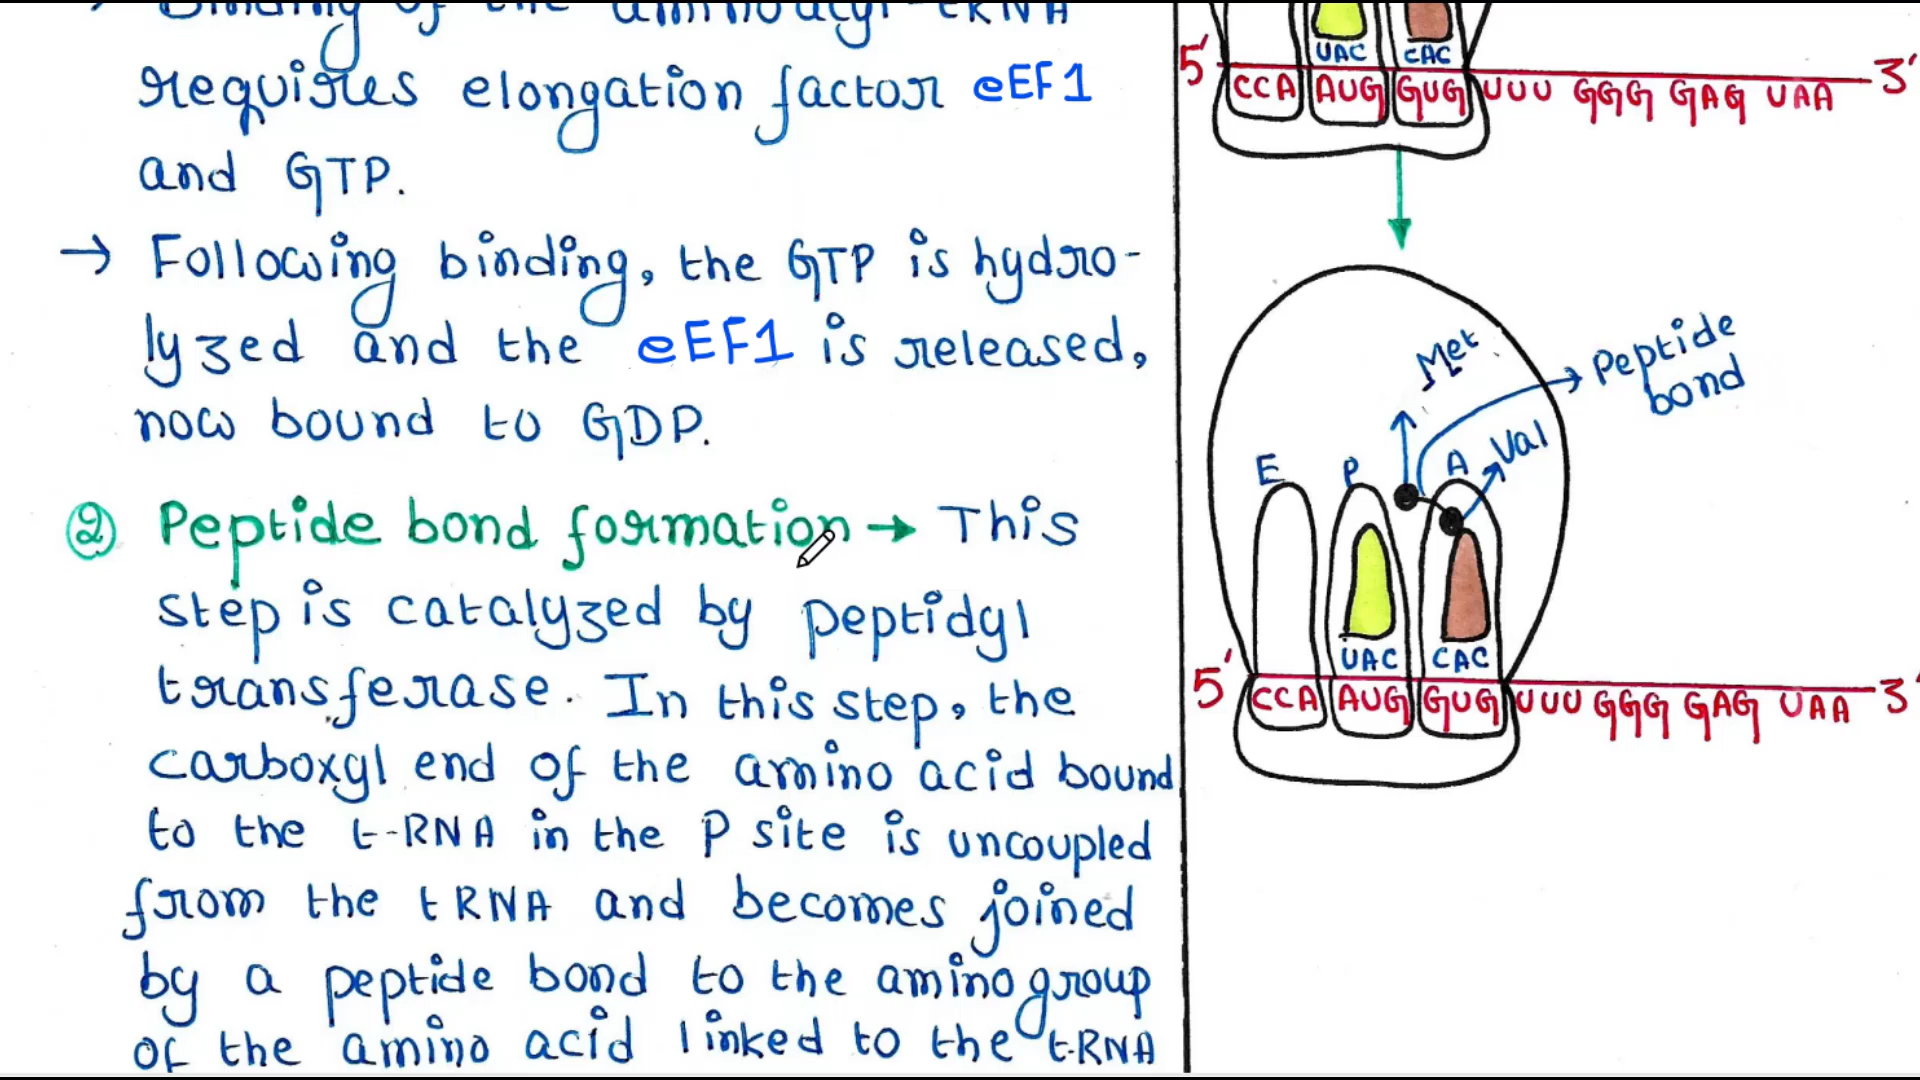 → Binding of the aminoacyl-tRNA
requires elongation factor eEF1
and GTP.
→ Following binding, the GTP is hydro-
lyzed and the eEF1 is released,
now bound to GDP.
② Peptide bond formation → This
step is catalyzed by peptidyl
transferase. In this step, the
carboxyl end of the amino acid bound
to the t-RNA in the P site is uncoupled
from the tRNA and becomes joined
by a peptide bond to the amino group
of the amino acid linked to the t-RNA
UAC CAC
5' 3'
CCA AUG GUG UUU GGG GAG UAA
Met
Peptide
bond
Val
E P A
UAC CAC
5' 3'
CCA AUG GUG UUU GGG GAG UAA